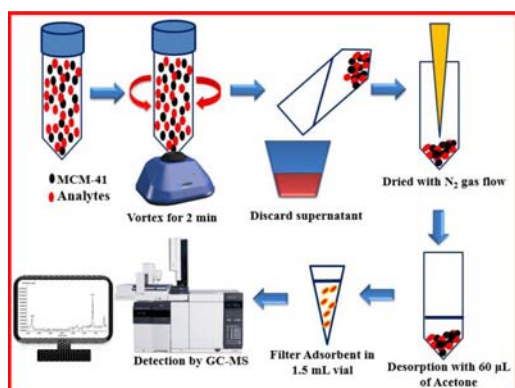 MCM-41
Analytes
Vortex for 2 min
Discard supernatant
Dried with N₂ gas flow
Desorption with 60 µL
of Acetone
Filter Adsorbent in
1.5 mL vial
Detection by GC-MS